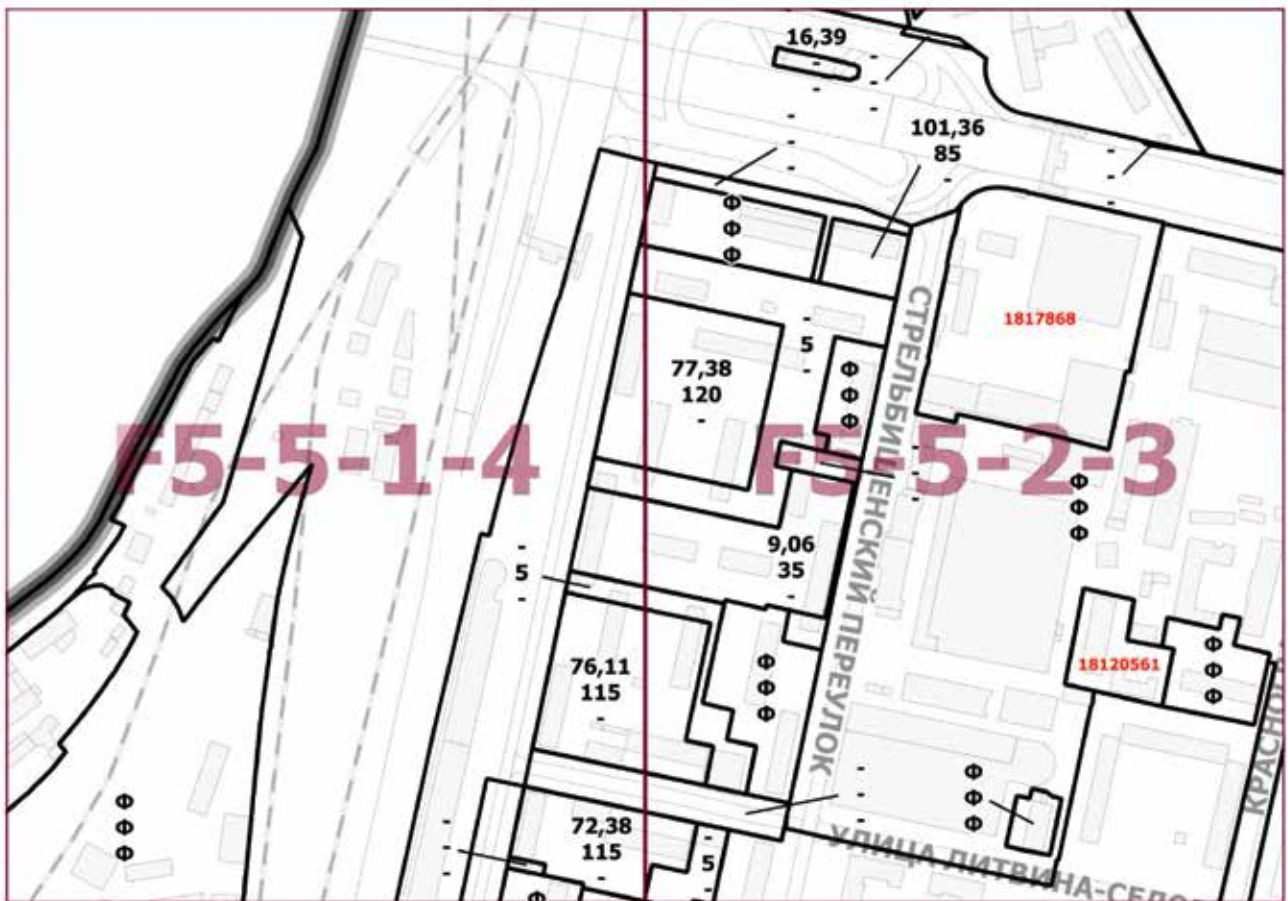 16,39
-
-
-
-
-
101,36
85
-
-
-
-
-
-
-
Ф
Ф
Ф
СТРЕЛЬБИЩЕНСКИЙ ПЕРЕУЛОК
1817868
-
5
-
77,38
120
-
Ф
Ф
Ф
F5-5-1-4
F5-5-2-3
-
-
-
Ф
Ф
Ф
9,06
35
-
-
5
-
76,11
115
-
Ф
Ф
Ф
18120561
Ф
Ф
Ф
-
-
-
Ф
Ф
Ф
Ф
Ф
Ф
72,38
115
-
-
-
-
-
5
-
Ф
УЛИЦА ЛИТВИНА-СЕДОГ